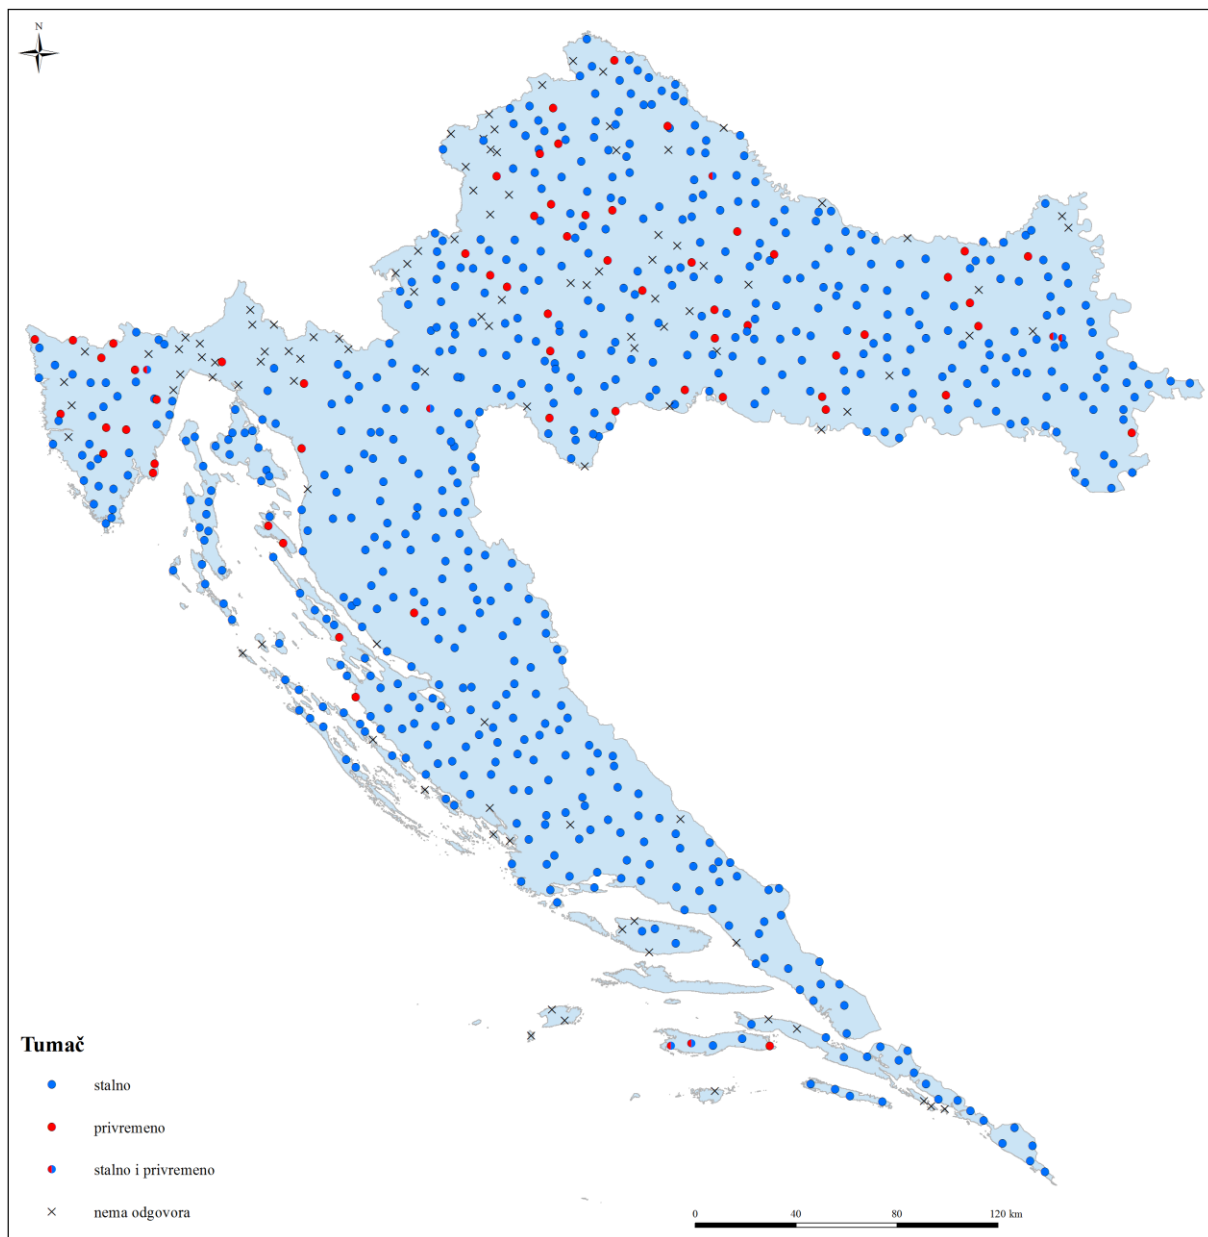 N
Tumač
stalno
privremeno
stalno i privremeno
nema odgovora
0 40 80 120 km